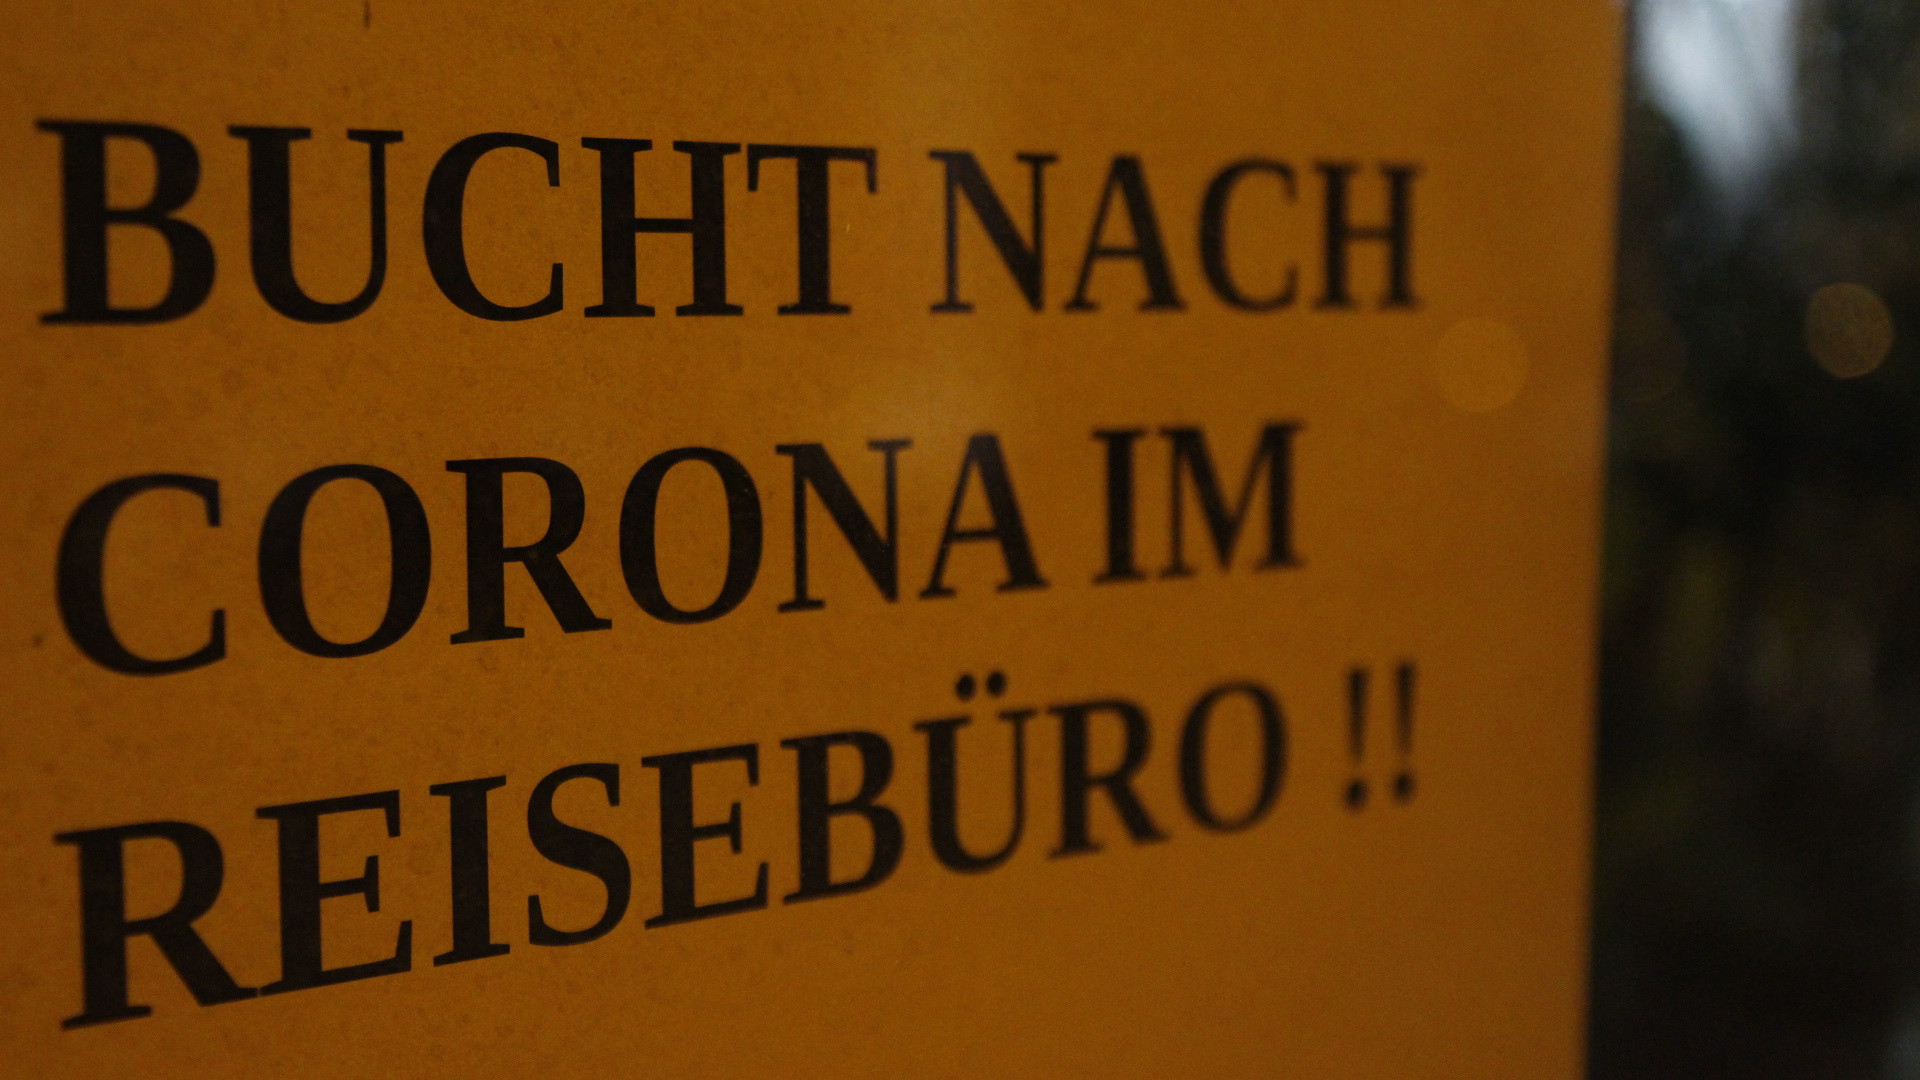 BUCHT NACH
CORONA IM
REISEBÜRO !!